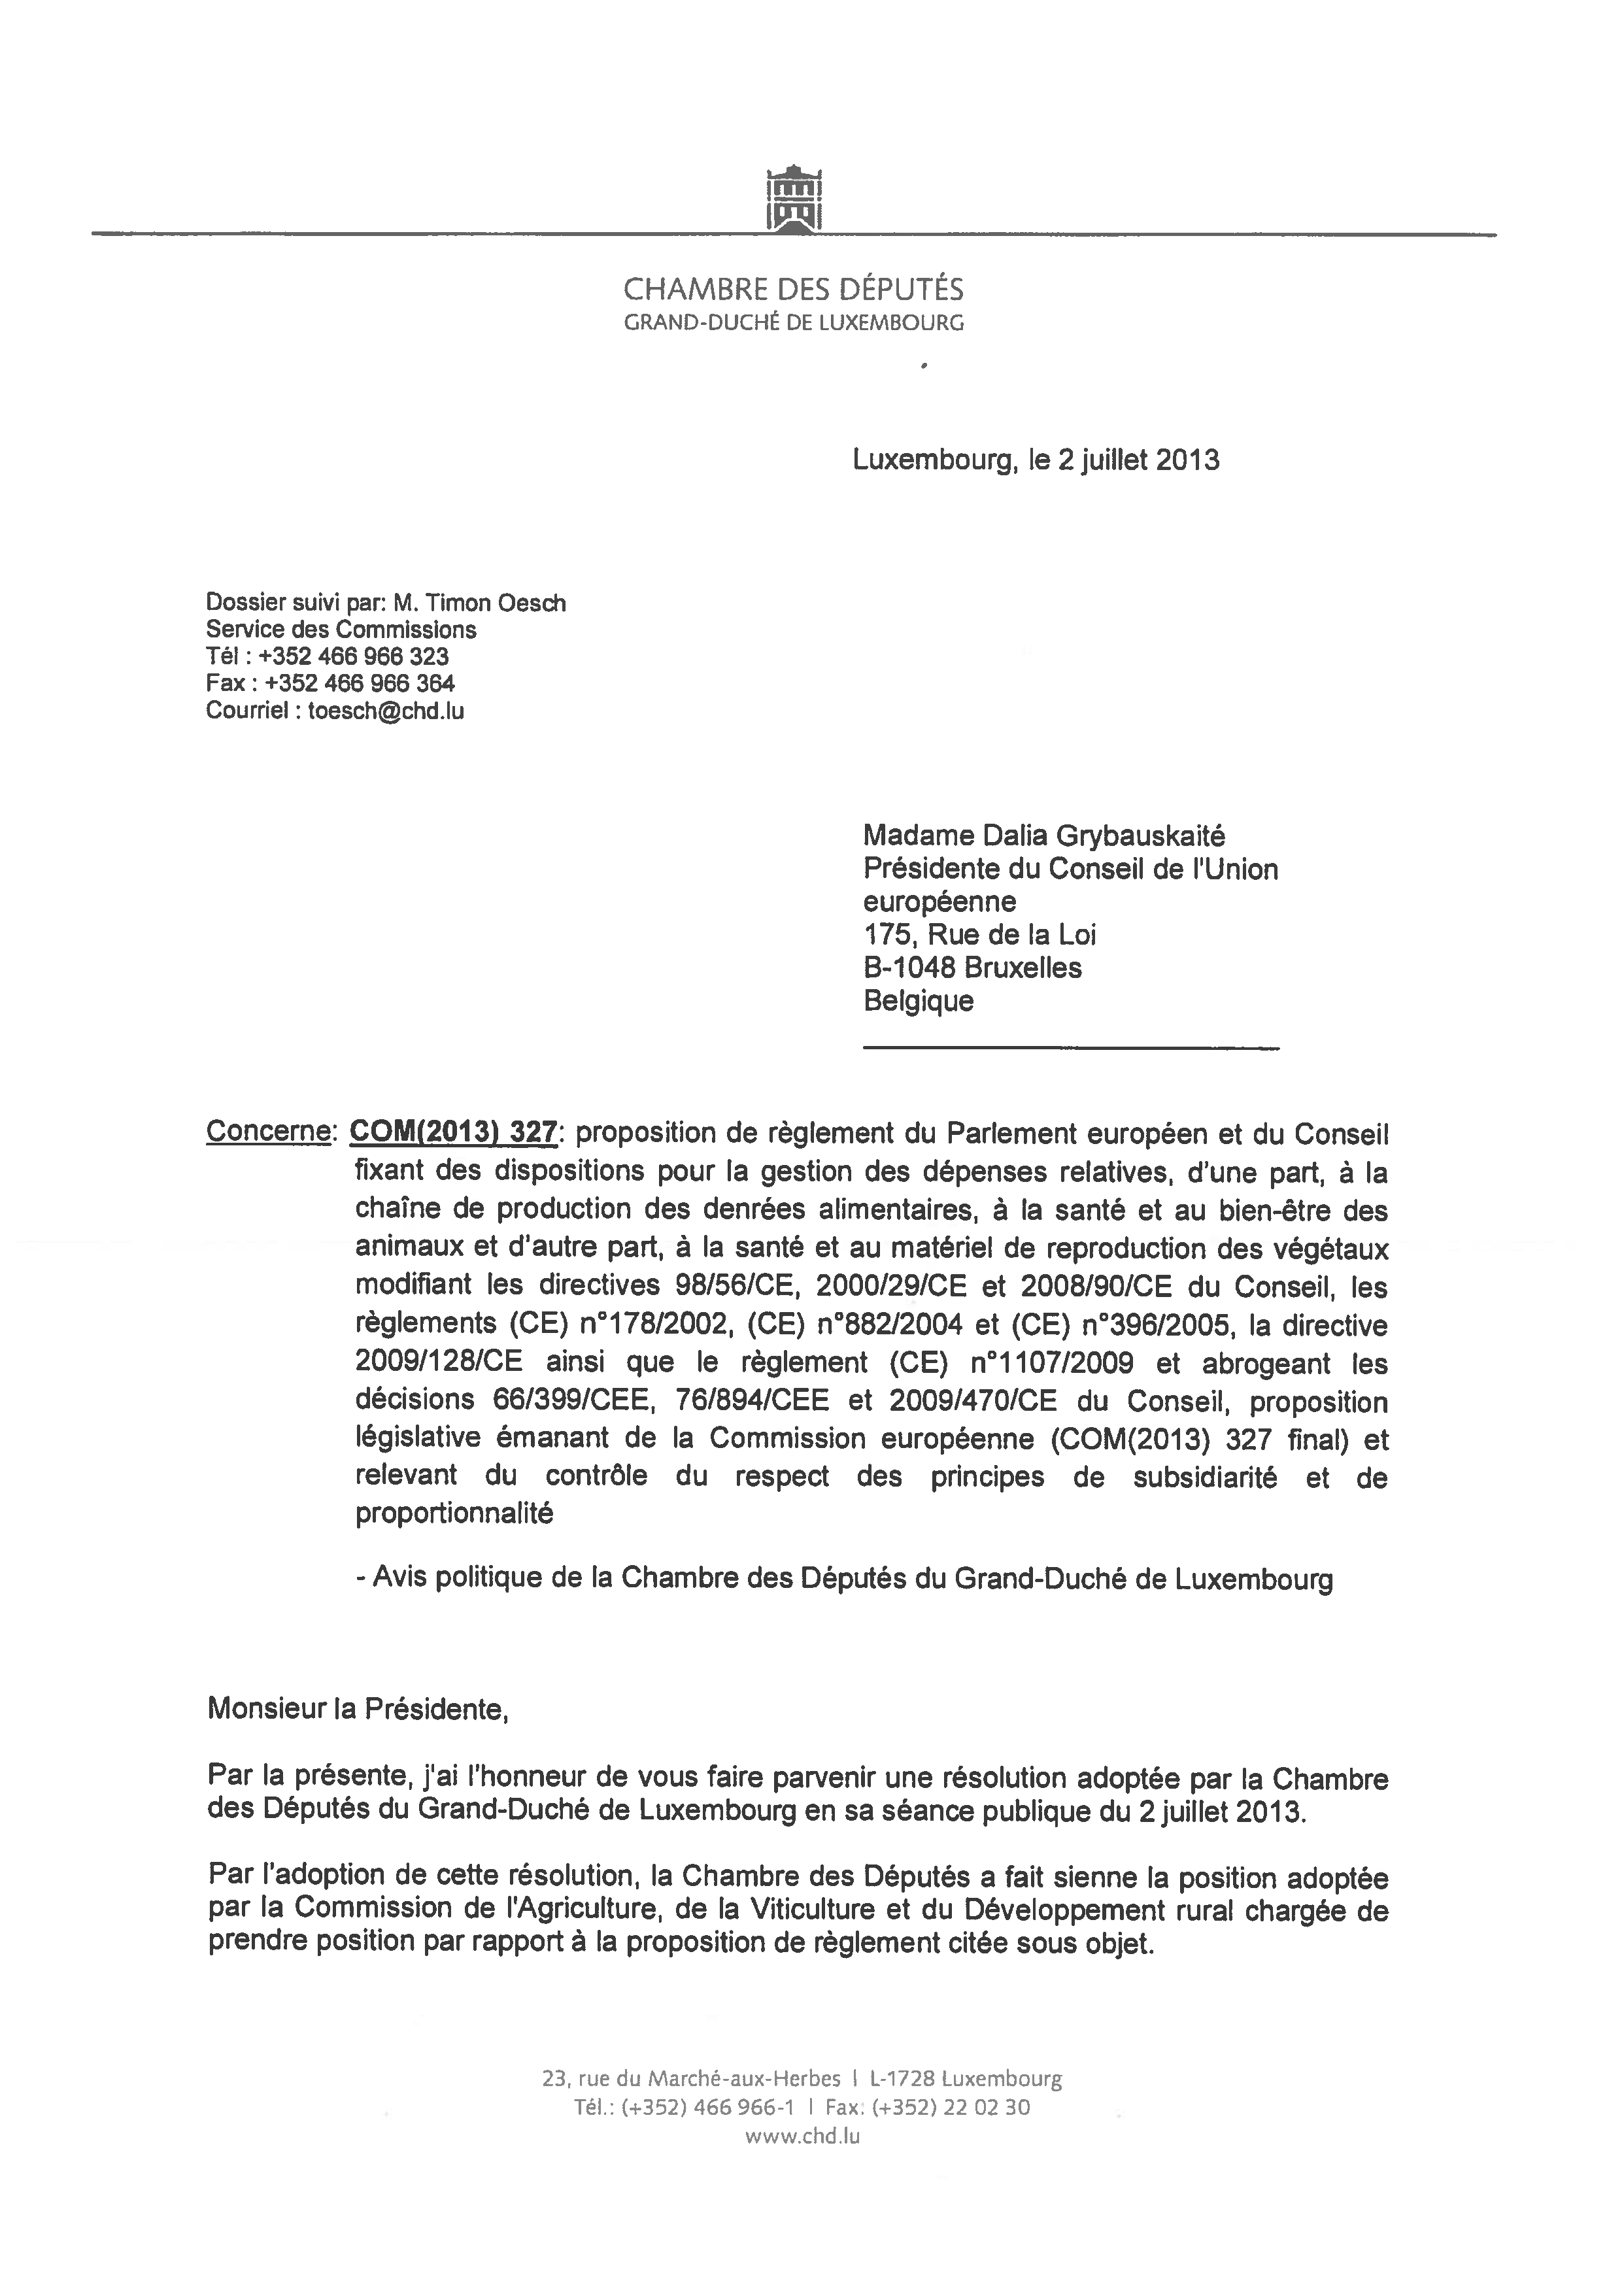 CHAMBRE DES DÉPUTÉS
GRAND-DUCHÉ DE LUXEMBOURG
Luxembourg, le 2 juillet 2013
Dossier suivi par: M. Timon Oesch
Service des Commissions
Tél : +352 466 966 323
Fax : +352 466 966 364
Courriel : toesch@chd.lu
Madame Dalia Grybauskaité
Présidente du Conseil de l'Union
européenne
175, Rue de la Loi
B-1048 Bruxelles
Belgique
Concerne: COM(2013) 327: proposition de règlement du Parlement européen et du Conseil
fixant des dispositions pour la gestion des dépenses relatives, d'une part, à la
chaîne de production des denrées alimentaires, à la santé et au bien-être des
animaux et d'autre part, à la santé et au matériel de reproduction des végétaux
modifiant les directives 98/56/CE, 2000/29/CE et 2008/90/CE du Conseil, les
règlements (CE) n°178/2002, (CE) n°882/2004 et (CE) n°396/2005, la directive
2009/128/CE ainsi que le règlement (CE) n°1107/2009 et abrogeant les
décisions 66/399/CEE, 76/894/CEE et 2009/470/CE du Conseil, proposition
législative émanant de la Commission européenne (COM(2013) 327 final) et
relevant du contrôle du respect des principes de subsidiarité et de
proportionnalité
- Avis politique de la Chambre des Députés du Grand-Duché de Luxembourg
Monsieur la Présidente,
Par la présente, j'ai l'honneur de vous faire parvenir une résolution adoptée par la Chambre
des Députés du Grand-Duché de Luxembourg en sa séance publique du 2 juillet 2013.
Par l'adoption de cette résolution, la Chambre des Députés a fait sienne la position adoptée
par la Commission de l'Agriculture, de la Viticulture et du Développement rural chargée de
prendre position par rapport à la proposition de règlement citée sous objet.
23, rue du Marché-aux-Herbes | L-1728 Luxembourg
Tél.: (+352) 466 966-1 | Fax: (+352) 22 02 30
www.chd.lu